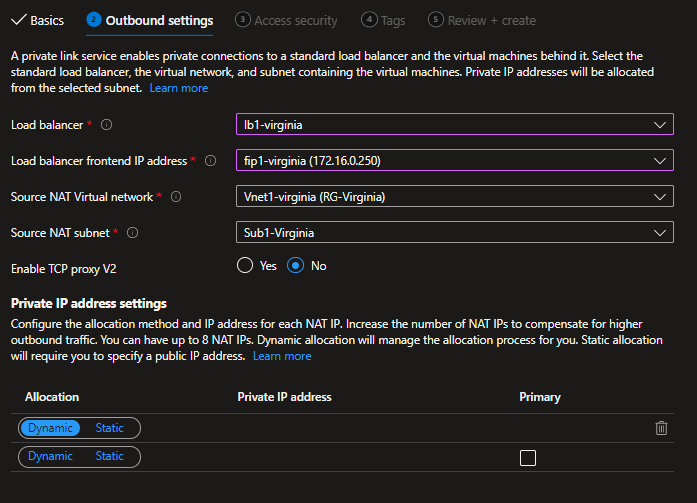 Basics 2 Outbound settings 3 Access security 4 Tags 5 Review + create
A private link service enables private connections to a standard load balancer and the virtual machines behind it. Select the
standard load balancer, the virtual network, and subnet containing the virtual machines. Private IP addresses will be allocated
from the selected subnet. Learn more
Load balancer * lb1-virginia
Load balancer frontend IP address * fip1-virginia (172.16.0.250)
Source NAT Virtual network * Vnet1-virginia (RG-Virginia)
Source NAT subnet * Sub1-Virginia
Enable TCP proxy V2 Yes No
Private IP address settings
Configure the allocation method and IP address for each NAT IP. Increase the number of NAT IPs to compensate for higher
outbound traffic. You can have up to 8 NAT IPs. Dynamic allocation will manage the allocation process for you. Static allocation
will require you to specify a public IP address. Learn more
Allocation Private IP address Primary
Dynamic Static
Dynamic Static